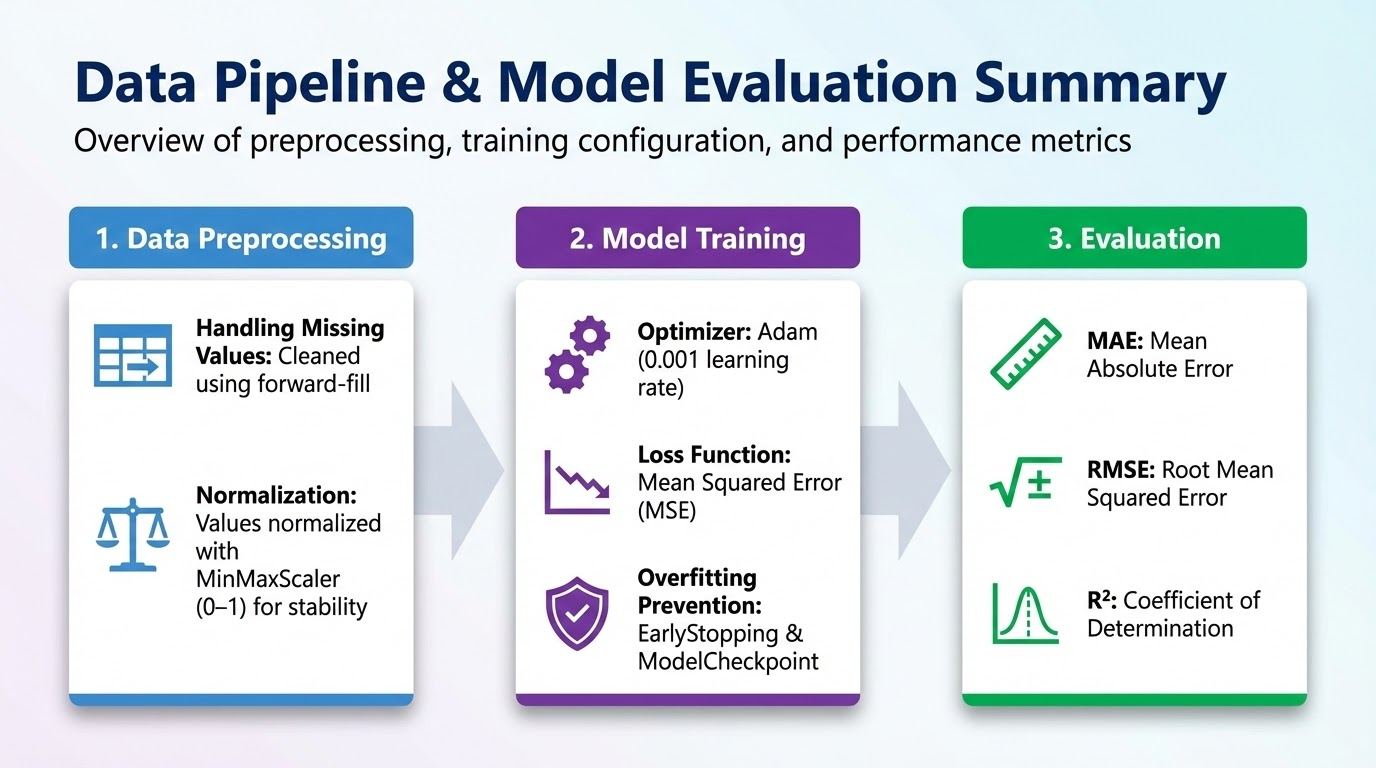 Data Pipeline & Model Evaluation Summary
Overview of preprocessing, training configuration, and performance metrics
1. Data Preprocessing
Handling Missing
Values: Cleaned
using forward-fill
Normalization:
Values normalized
with
MinMaxScaler
(0–1) for stability
2. Model Training
Optimizer: Adam
(0.001 learning
rate)
Loss Function:
Mean Squared Error
(MSE)
Overfitting
Prevention:
EarlyStopping &
ModelCheckpoint
3. Evaluation
MAE: Mean
Absolute Error
RMSE: Root Mean
Squared Error
R²: Coefficient of
Determination